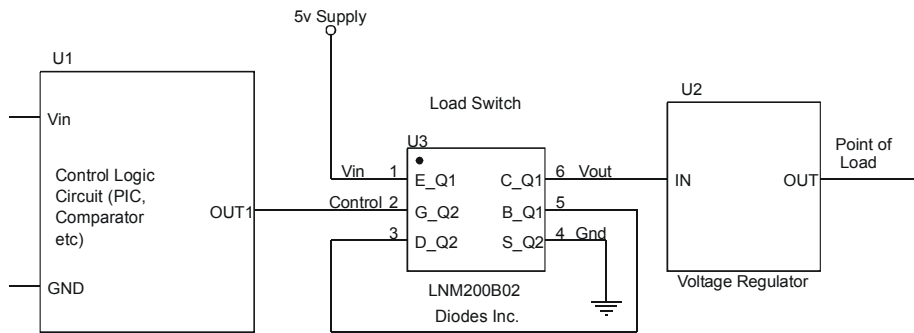 5v Supply
U1
Vin
Control Logic
Circuit (PIC,
Comparator
etc)
OUT1
GND
Load Switch
U3
Vin 1 E_Q1 C_Q1 6 Vout
Control 2 G_Q2 B_Q1 5
3 D_Q2 S_Q2 4 Gnd
LNM200B02
Diodes Inc.
U2
IN
OUT
Voltage Regulator
Point of
Load